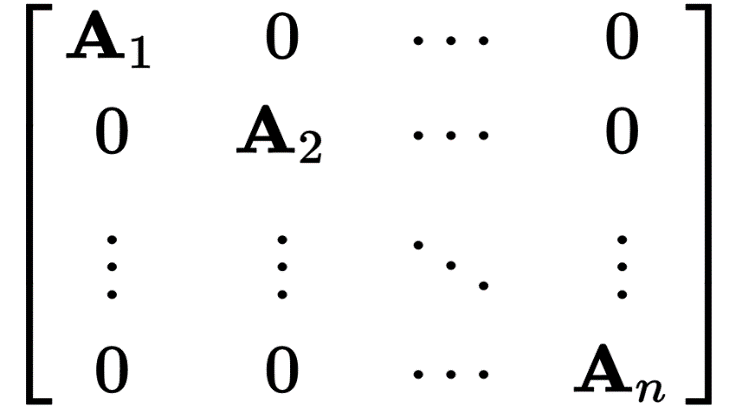 𝐀₁ 0 ⋯ 0
0 𝐀₂ ⋯ 0
⋮ ⋮ ⋱ ⋮
0 0 ⋯ 𝐀ₙ